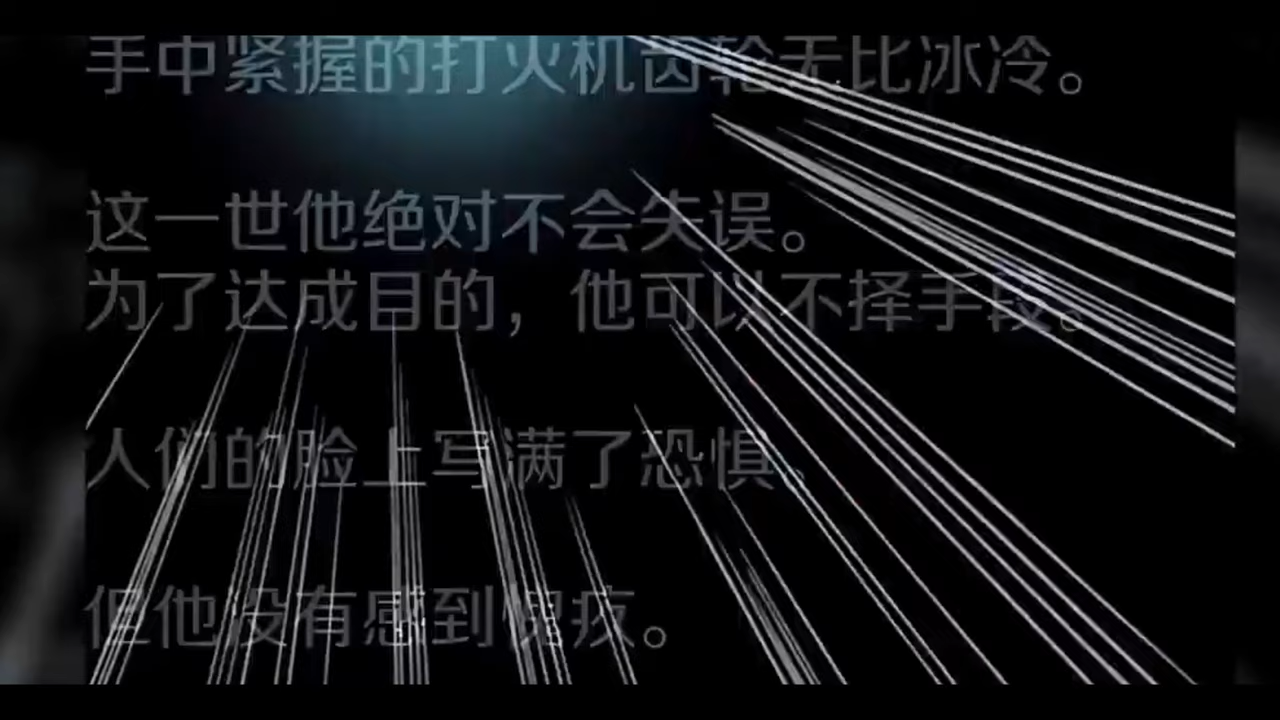 手中紧握的打火机齿轮无比冰冷。
这一世他绝对不会失误。
为了达成目的，他可以不择手段。
人们的脸上写满了恐惧。
但他没有感到愧疚。